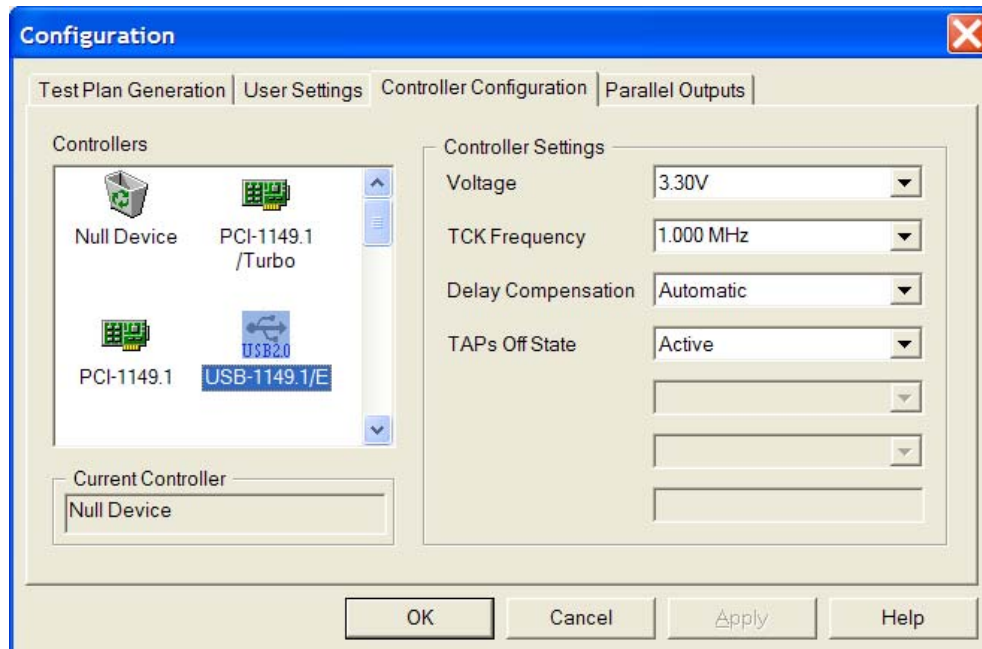 Configuration
Test Plan Generation
User Settings
Controller Configuration
Parallel Outputs
Controllers
Null Device
PCI-1149.1
/Turbo
PCI-1149.1
USB2.0
USB-1149.1/E
Current Controller
Null Device
Controller Settings
Voltage
3.30V
TCK Frequency
1.000 MHz
Delay Compensation
Automatic
TAPs Off State
Active
OK
Cancel
Apply
Help